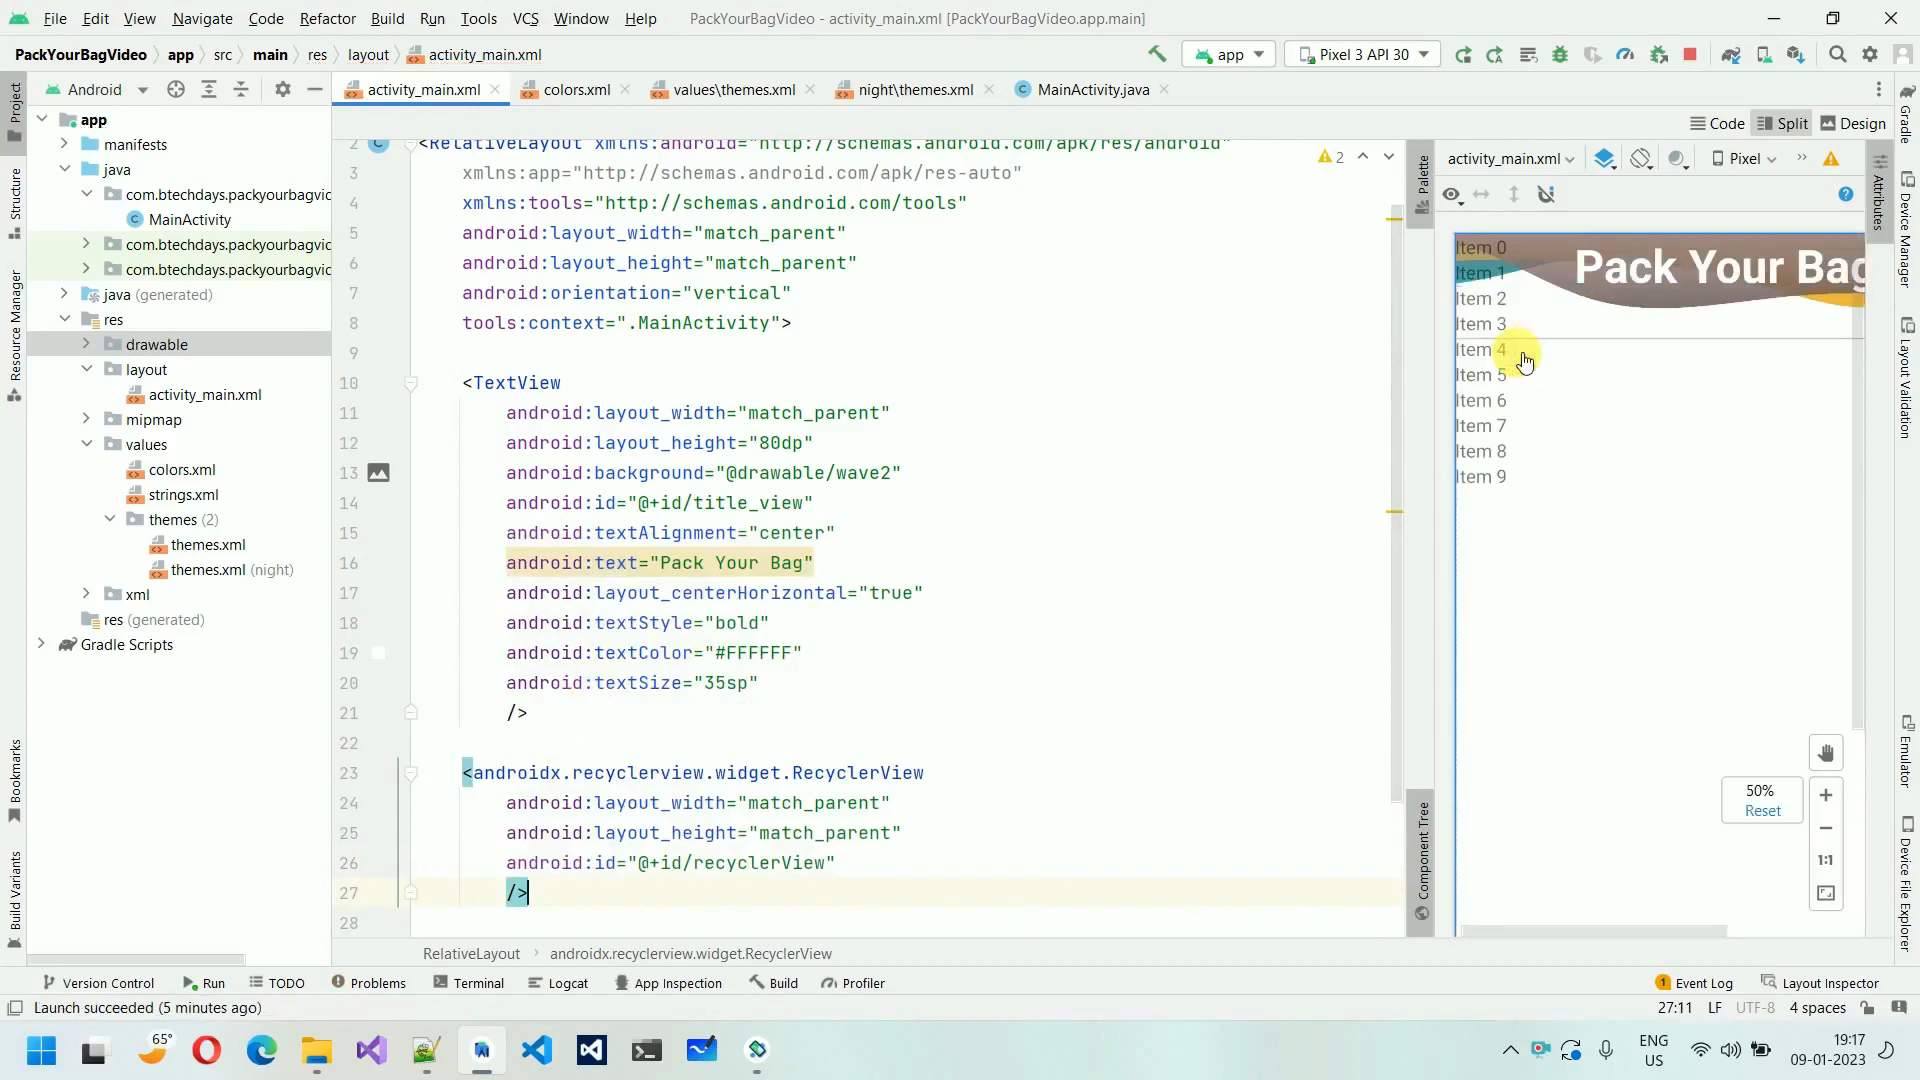 File Edit View Navigate Code Refactor Build Run Tools VCS Window Help PackYourBagVideo - activity_main.xml [PackYourBagVideo.app.main]
PackYourBagVideo app src main res layout activity_main.xml app Pixel 3 API 30
Android activity_main.xml colors.xml values\themes.xml night\themes.xml MainActivity.java
Code Split Design
Project
Structure
Resource Manager
Bookmarks
Build Variants
app
manifests
java
com.btechdays.packyourbagvic
MainActivity
com.btechdays.packyourbagvic
com.btechdays.packyourbagvic
java (generated)
res
drawable
layout
activity_main.xml
mipmap
values
colors.xml
strings.xml
themes (2)
themes.xml
themes.xml (night)
xml
res (generated)
Gradle Scripts
2 <RelativeLayout xmlns:android="http://schemas.android.com/apk/res/android"
3 xmlns:app="http://schemas.android.com/apk/res-auto"
4 xmlns:tools="http://schemas.android.com/tools"
5 android:layout_width="match_parent"
6 android:layout_height="match_parent"
7 android:orientation="vertical"
8 tools:context=".MainActivity">
9
10 <TextView
11 android:layout_width="match_parent"
12 android:layout_height="80dp"
13 android:background="@drawable/wave2"
14 android:id="@+id/title_view"
15 android:textAlignment="center"
16 android:text="Pack Your Bag"
17 android:layout_centerHorizontal="true"
18 android:textStyle="bold"
19 android:textColor="#FFFFFF"
20 android:textSize="35sp"
21 />
22
23 <androidx.recyclerview.widget.RecyclerView
24 android:layout_width="match_parent"
25 android:layout_height="match_parent"
26 android:id="@+id/recyclerView"
27 />
28
2
RelativeLayout androidx.recyclerview.widget.RecyclerView
Palette
Component Tree
activity_main.xml Pixel
Item 0
Pack Your Bag
Item 1
Item 2
Item 3
Item 4
Item 5
Item 6
Item 7
Item 8
Item 9
50%
Reset
1:1
Attributes
Gradle
Device Manager
Layout Validation
Emulator
Device File Explorer
Version Control Run TODO Problems Terminal Logcat App Inspection Build Profiler 1 Event Log Layout Inspector
Launch succeeded (5 minutes ago) 27:11 LF UTF-8 4 spaces
65°
ENG
US
19:17
09-01-2023